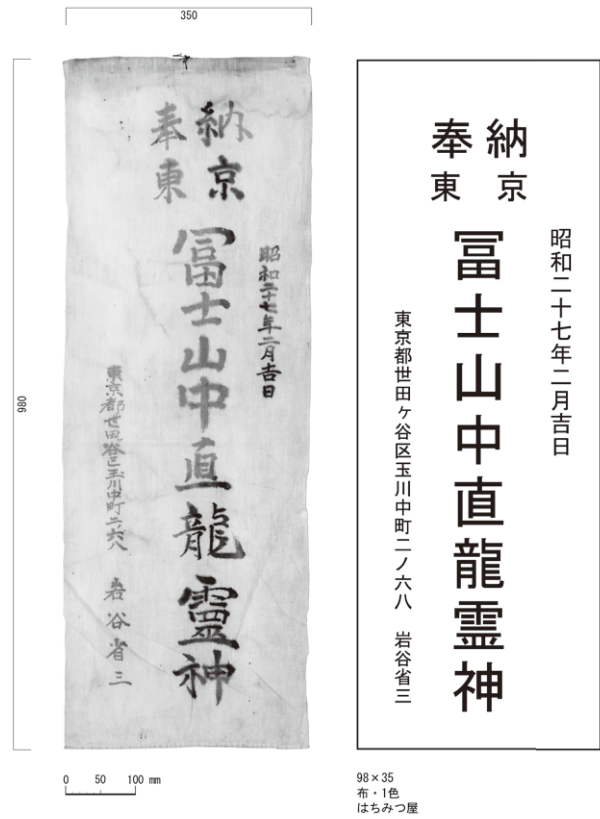 350
980
奉納
東京
昭和二十七年二月吉日
冨士山中直龍靈神
東京都世田ヶ谷区玉川中町二ノ六八 岩谷省三
0 50 100 mm
奉納
東京
昭和二十七年二月吉日
冨士山中直龍霊神
東京都世田ヶ谷区玉川中町二ノ六八 岩谷省三
98×35
布・1色
はちみつ屋